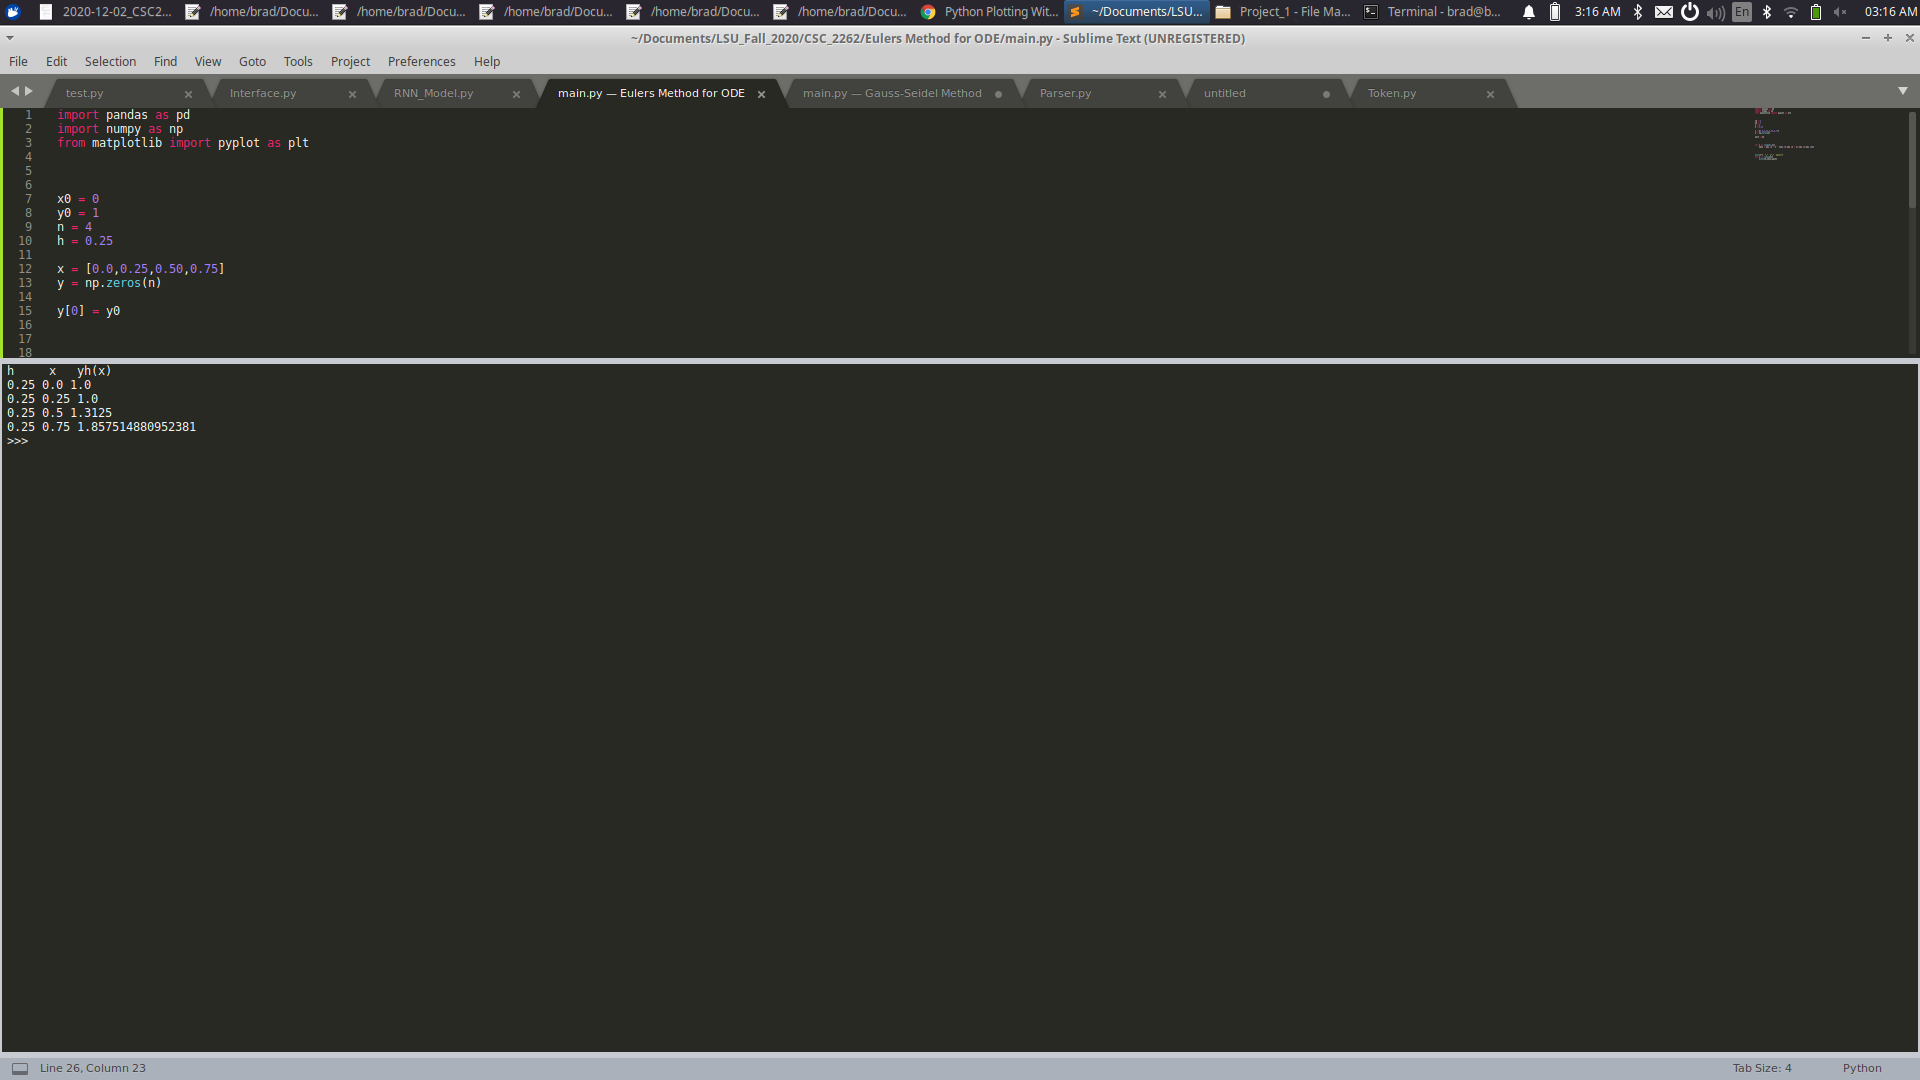 2020-12-02_CSC2... /home/brad/Docu... /home/brad/Docu... /home/brad/Docu... /home/brad/Docu... /home/brad/Docu... Python Plotting Wit... ~/Documents/LSU... Project_1 - File Ma... Terminal - brad@b... 3:16 AM En 03:16 AM
~/Documents/LSU_Fall_2020/CSC_2262/Eulers Method for ODE/main.py - Sublime Text (UNREGISTERED)
File Edit Selection Find View Goto Tools Project Preferences Help
test.py Interface.py RNN_Model.py main.py — Eulers Method for ODE main.py — Gauss-Seidel Method Parser.py untitled Token.py
1 import pandas as pd
2 import numpy as np
3 from matplotlib import pyplot as plt
4
5
6
7 x0 = 0
8 y0 = 1
9 n = 4
10 h = 0.25
11
12 x = [0.0,0.25,0.50,0.75]
13 y = np.zeros(n)
14
15 y[0] = y0
16
17
18
h x yh(x)
0.25 0.0 1.0
0.25 0.25 1.0
0.25 0.5 1.3125
0.25 0.75 1.857514880952381
>>>
Line 26, Column 23 Tab Size: 4 Python